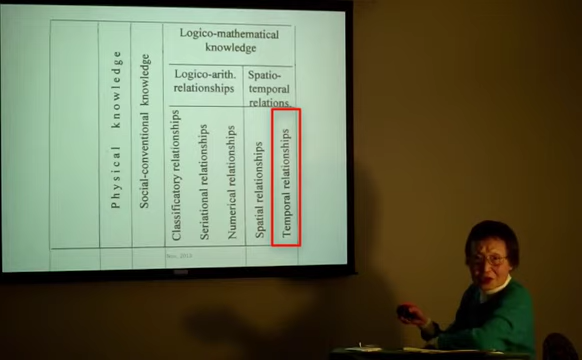 Logico-mathematical
knowledge
Logico-arith.
relationships
Spatio-
temporal
relations
Physical knowledge
Social-conventional knowledge
Classificatory relationships
Seriational relationships
Numerical relationships
Spatial relationships
Temporal relationships